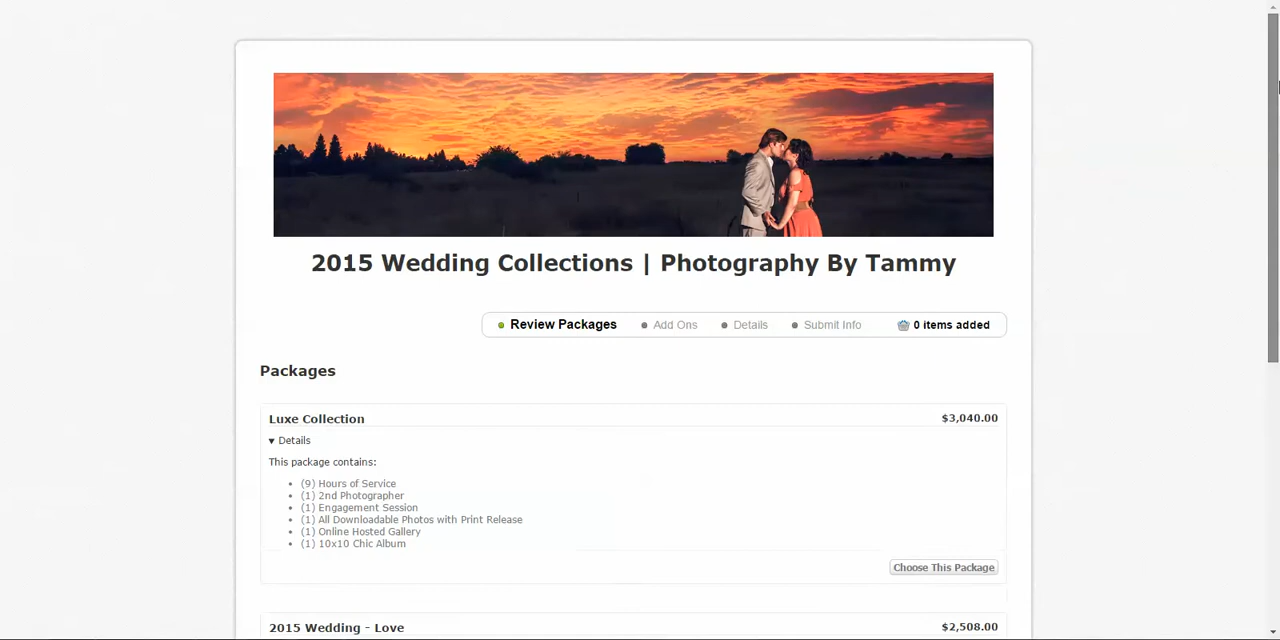 2015 Wedding Collections | Photography By Tammy
Review Packages Add Ons Details Submit Info 0 items added
Packages
Luxe Collection $3,040.00
▼ Details
This package contains:
• (9) Hours of Service
• (1) 2nd Photographer
• (1) Engagement Session
• (1) All Downloadable Photos with Print Release
• (1) Online Hosted Gallery
• (1) 10x10 Chic Album
Choose This Package
2015 Wedding - Love $2,508.00